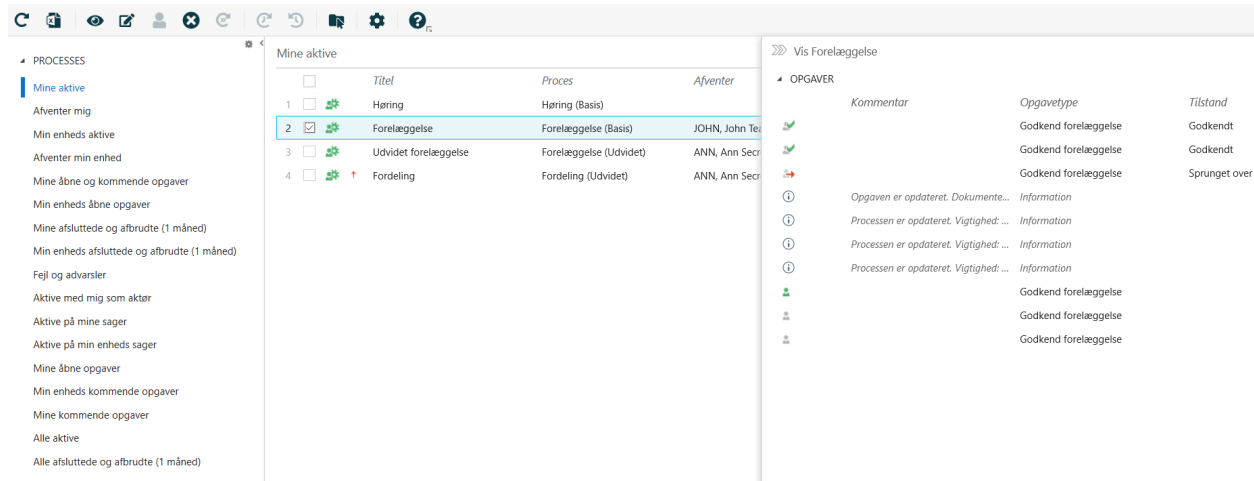 PROCESSES
Mine aktive
Afventer mig
Min enheds aktive
Afventer min enhed
Mine åbne og kommende opgaver
Min enheds åbne opgaver
Mine afsluttede og afbrudte (1 måned)
Min enheds afsluttede og afbrudte (1 måned)
Fejl og advarsler
Aktive med mig som aktør
Aktive på mine sager
Aktive på min enheds sager
Mine åbne opgaver
Min enheds kommende opgaver
Mine kommende opgaver
Alle aktive
Alle afsluttede og afbrudte (1 måned)
Mine aktive
Titel Proces Afventer
1 Høring Høring (Basis)
2 Forelæggelse Forelæggelse (Basis) JOHN, John Tea
3 Udvidet forelæggelse Forelæggelse (Udvidet) ANN, Ann Secr
4 Fordeling Fordeling (Udvidet) ANN, Ann Secr
Vis Forelæggelse
OPGAVER
Kommentar Opgavetype Tilstand
Godkend forelæggelse Godkendt
Godkend forelæggelse Godkendt
Godkend forelæggelse Sprunget over
Opgaven er opdateret. Dokumente... Information
Processen er opdateret. Vigtighed: ... Information
Processen er opdateret. Vigtighed: ... Information
Processen er opdateret. Vigtighed: ... Information
Godkend forelæggelse
Godkend forelæggelse
Godkend forelæggelse